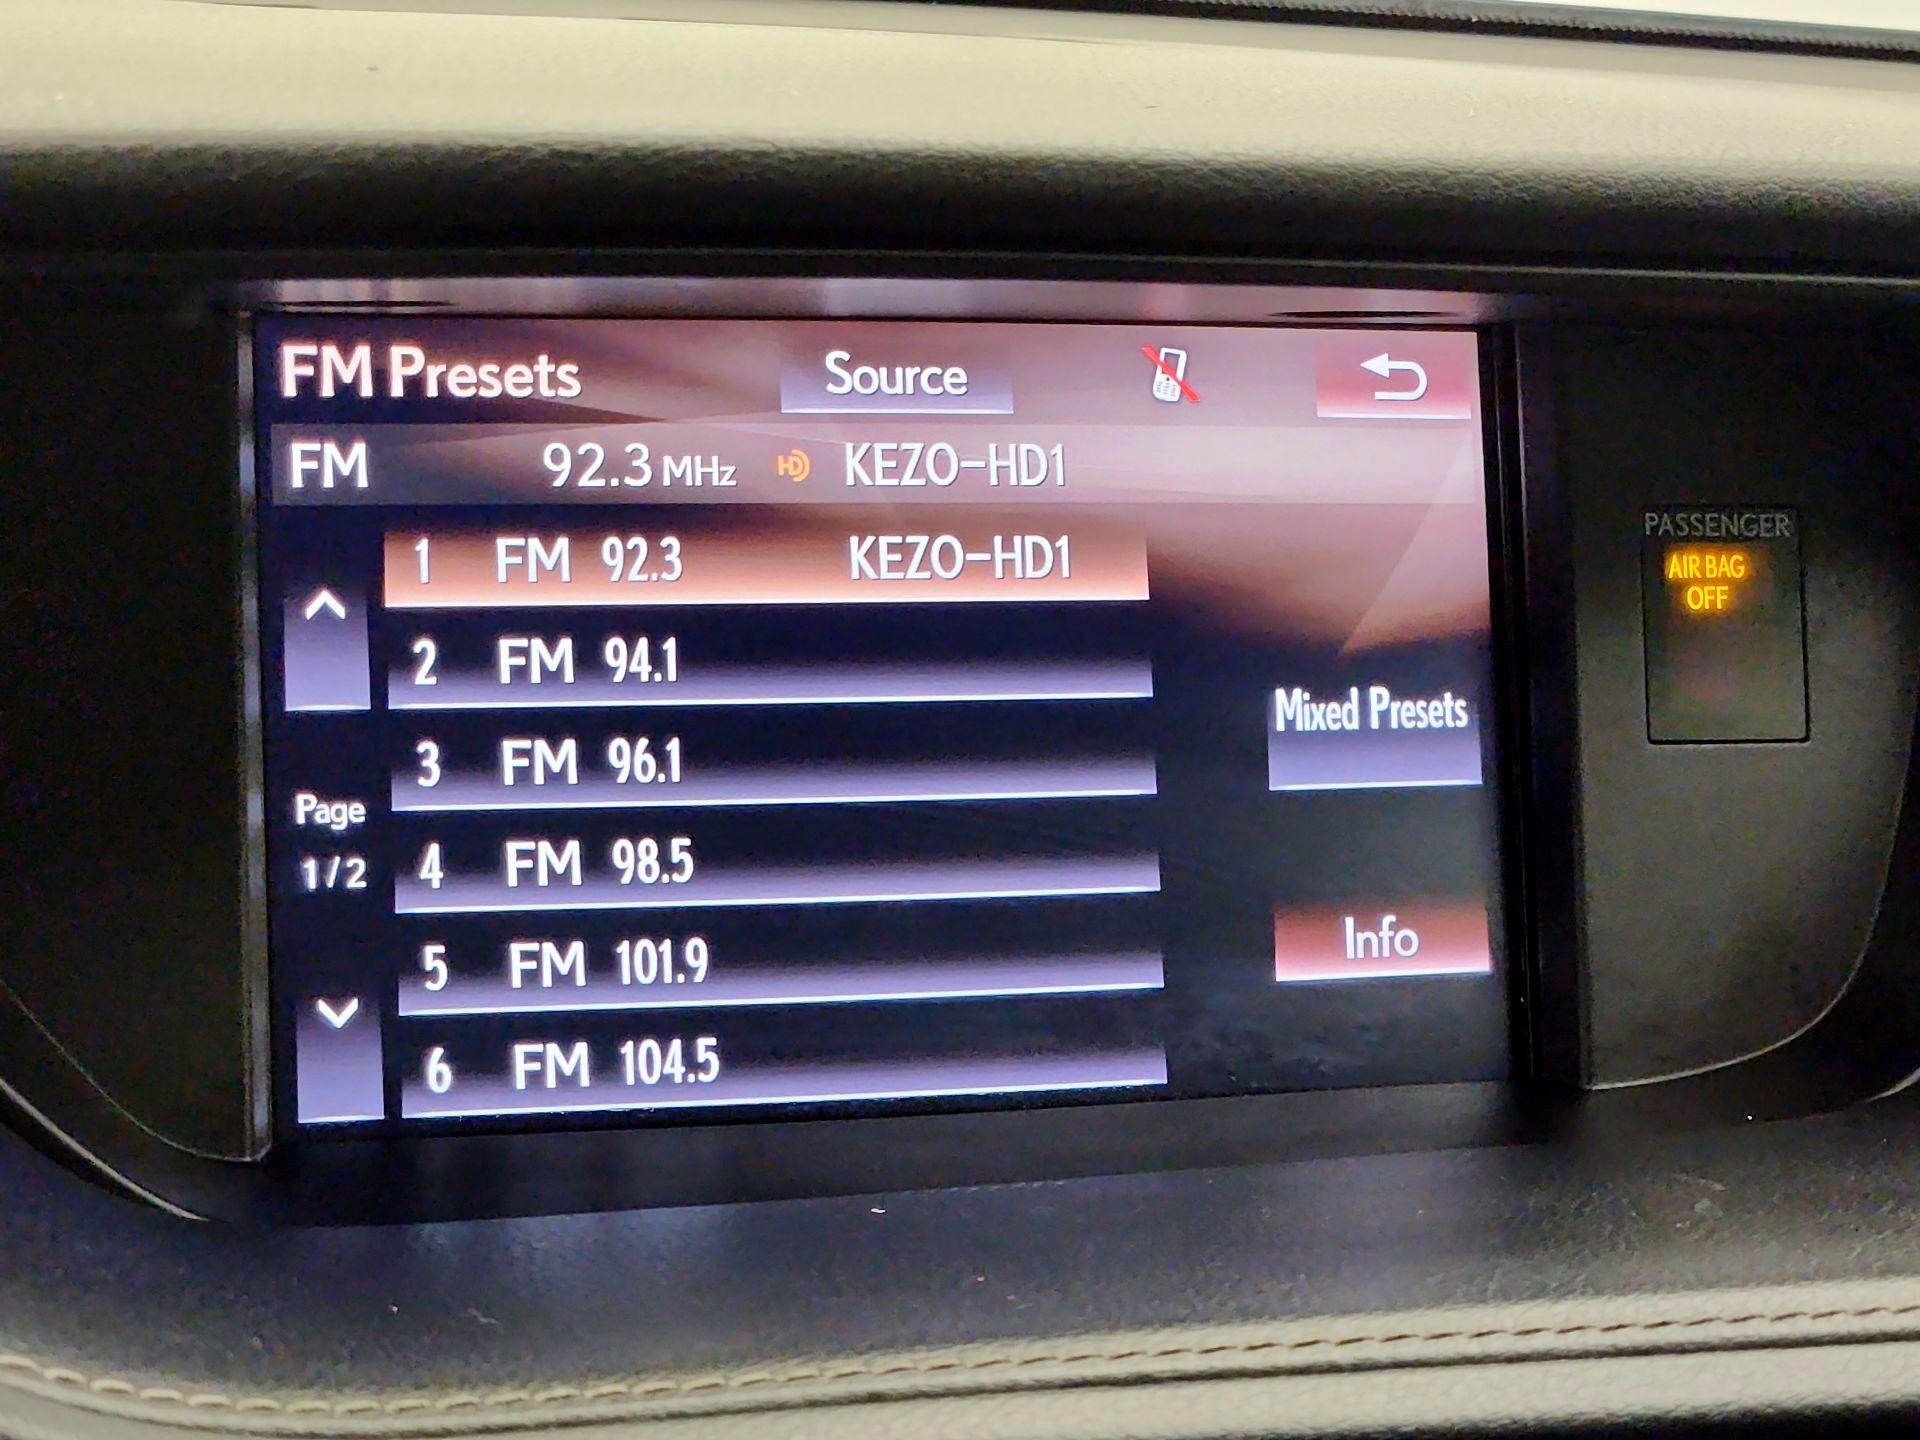 FM Presets Source
FM 92.3 MHz HD KEZO-HD1
1 FM 92.3 KEZO-HD1
2 FM 94.1
3 FM 96.1
4 FM 98.5
5 FM 101.9
6 FM 104.5
Page
1/2
Mixed Presets
Info
PASSENGER
AIR BAG
OFF